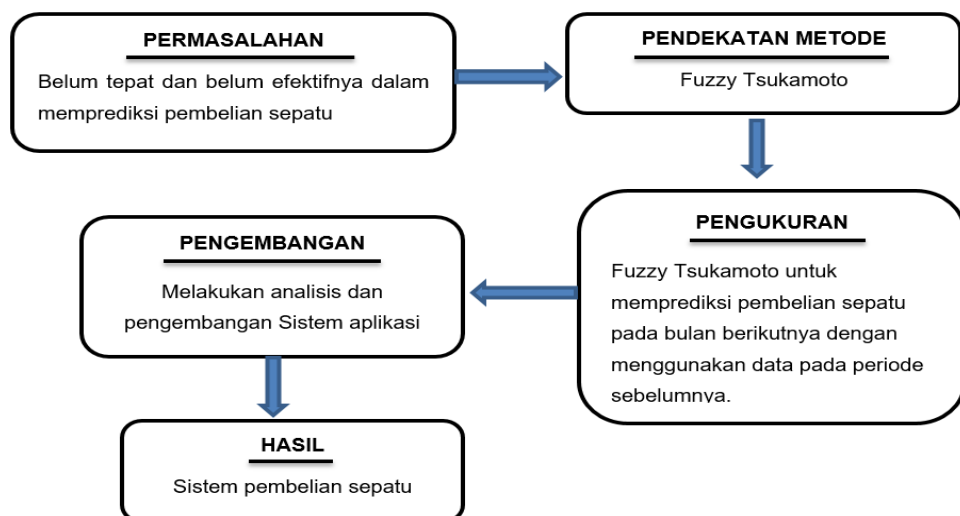 PERMASALAHAN
Belum tepat dan belum efektifnya dalam
memprediksi pembelian sepatu
PENDEKATAN METODE
Fuzzy Tsukamoto
PENGUKURAN
Fuzzy Tsukamoto untuk
memprediksi pembelian sepatu
pada bulan berikutnya dengan
menggunakan data pada periode
sebelumnya.
PENGEMBANGAN
Melakukan analisis dan
pengembangan Sistem aplikasi
HASIL
Sistem pembelian sepatu